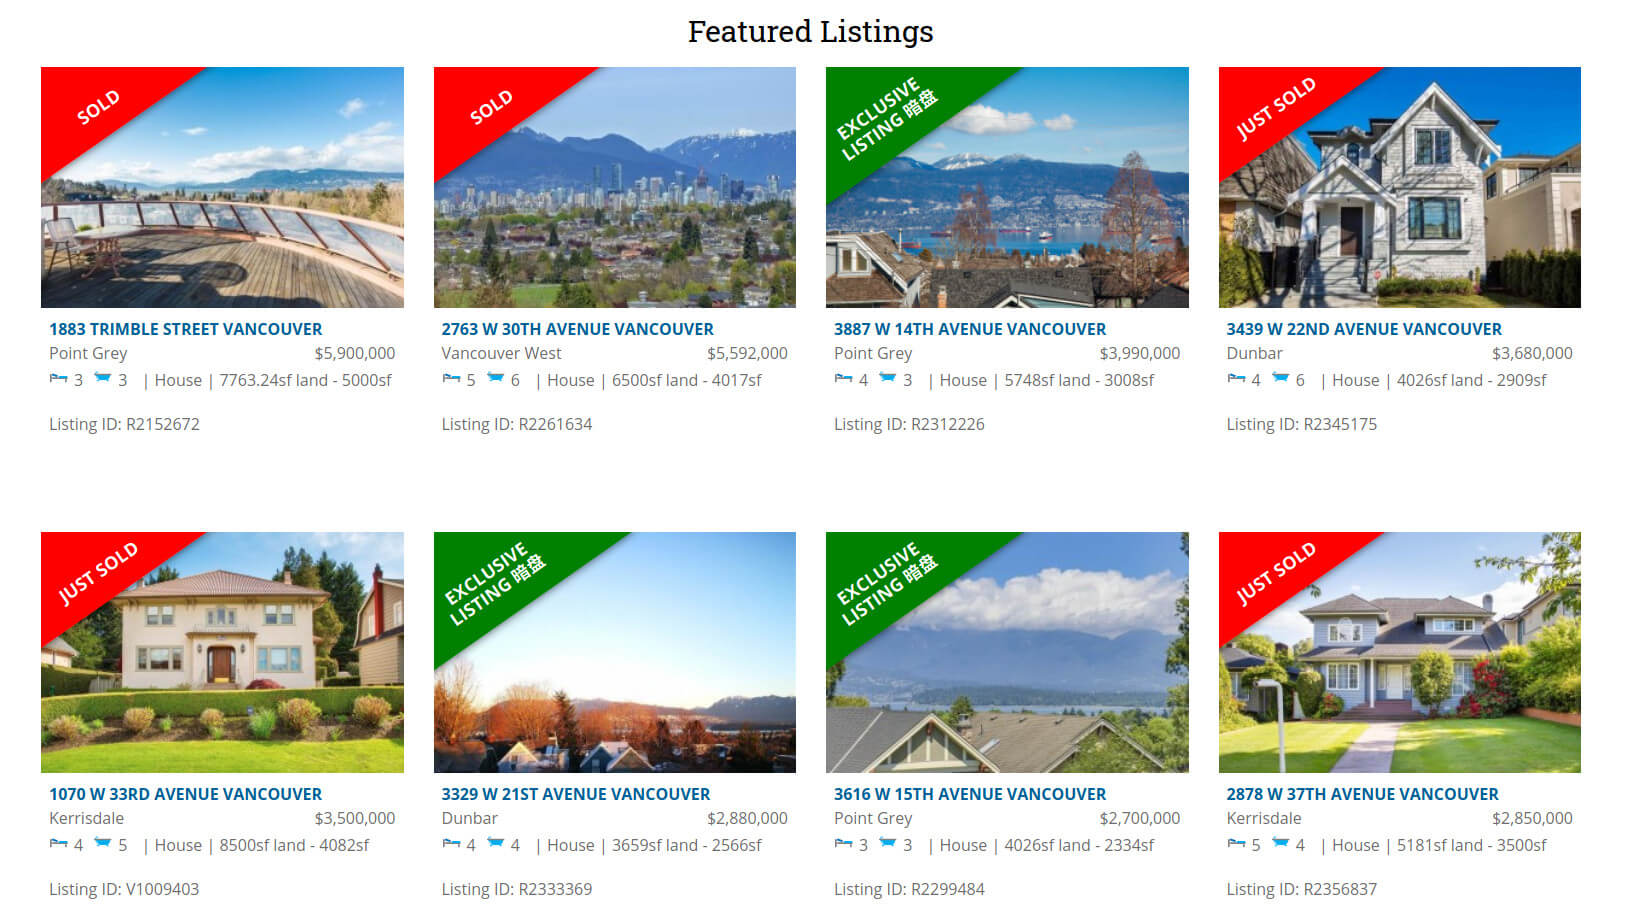 Featured Listings
SOLD
1883 TRIMBLE STREET VANCOUVER
Point Grey $5,900,000
3 3 | House | 7763.24sf land - 5000sf
Listing ID: R2152672
SOLD
2763 W 30TH AVENUE VANCOUVER
Vancouver West $5,592,000
5 6 | House | 6500sf land - 4017sf
Listing ID: R2261634
EXCLUSIVE
LISTING 暗盘
3887 W 14TH AVENUE VANCOUVER
Point Grey $3,990,000
4 3 | House | 5748sf land - 3008sf
Listing ID: R2312226
JUST SOLD
3439 W 22ND AVENUE VANCOUVER
Dunbar $3,680,000
4 6 | House | 4026sf land - 2909sf
Listing ID: R2345175
JUST SOLD
1070 W 33RD AVENUE VANCOUVER
Kerrisdale $3,500,000
4 5 | House | 8500sf land - 4082sf
Listing ID: V1009403
EXCLUSIVE
LISTING 暗盘
3329 W 21ST AVENUE VANCOUVER
Dunbar $2,880,000
4 4 | House | 3659sf land - 2566sf
Listing ID: R2333369
EXCLUSIVE
LISTING 暗盘
3616 W 15TH AVENUE VANCOUVER
Point Grey $2,700,000
3 3 | House | 4026sf land - 2334sf
Listing ID: R2299484
JUST SOLD
2878 W 37TH AVENUE VANCOUVER
Kerrisdale $2,850,000
5 4 | House | 5181sf land - 3500sf
Listing ID: R2356837